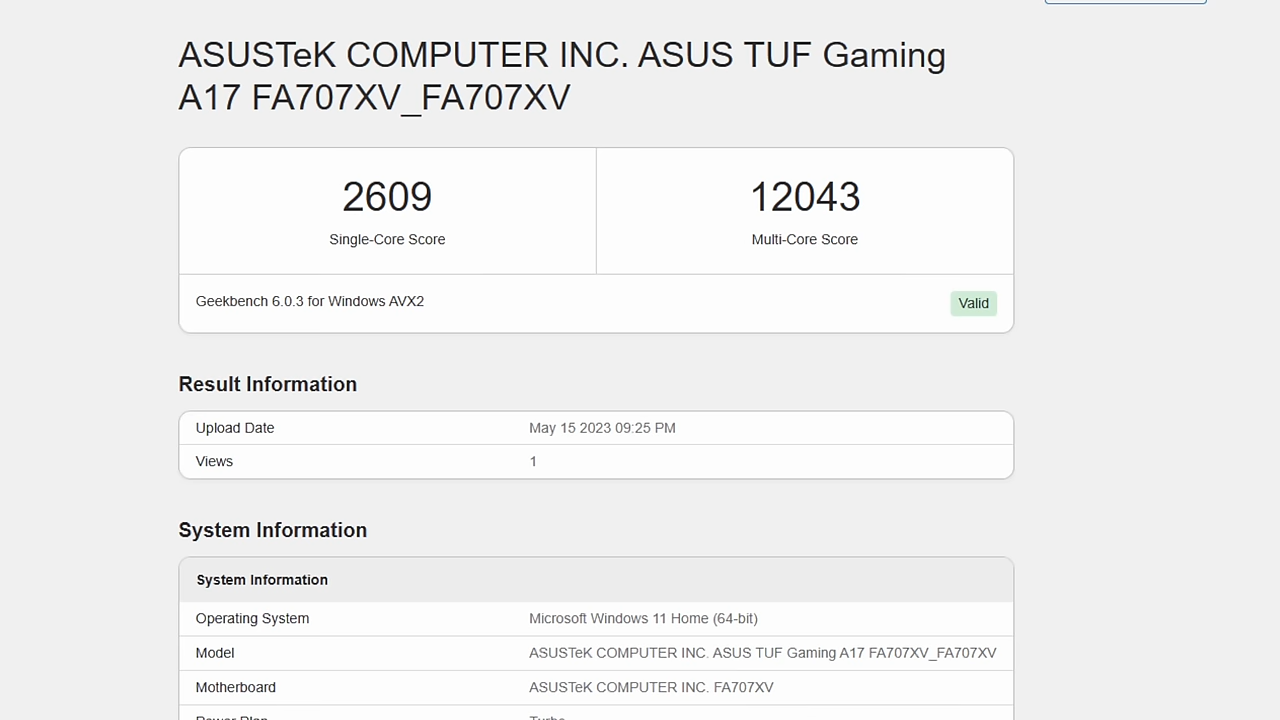 ASUSTeK COMPUTER INC. ASUS TUF Gaming
A17 FA707XV_FA707XV
2609
12043
Single-Core Score
Multi-Core Score
Geekbench 6.0.3 for Windows AVX2
Valid
Result Information
Upload Date May 15 2023 09:25 PM
Views 1
System Information
System Information
Operating System Microsoft Windows 11 Home (64-bit)
Model ASUSTeK COMPUTER INC. ASUS TUF Gaming A17 FA707XV_FA707XV
Motherboard ASUSTeK COMPUTER INC. FA707XV
Power Plan Turbo